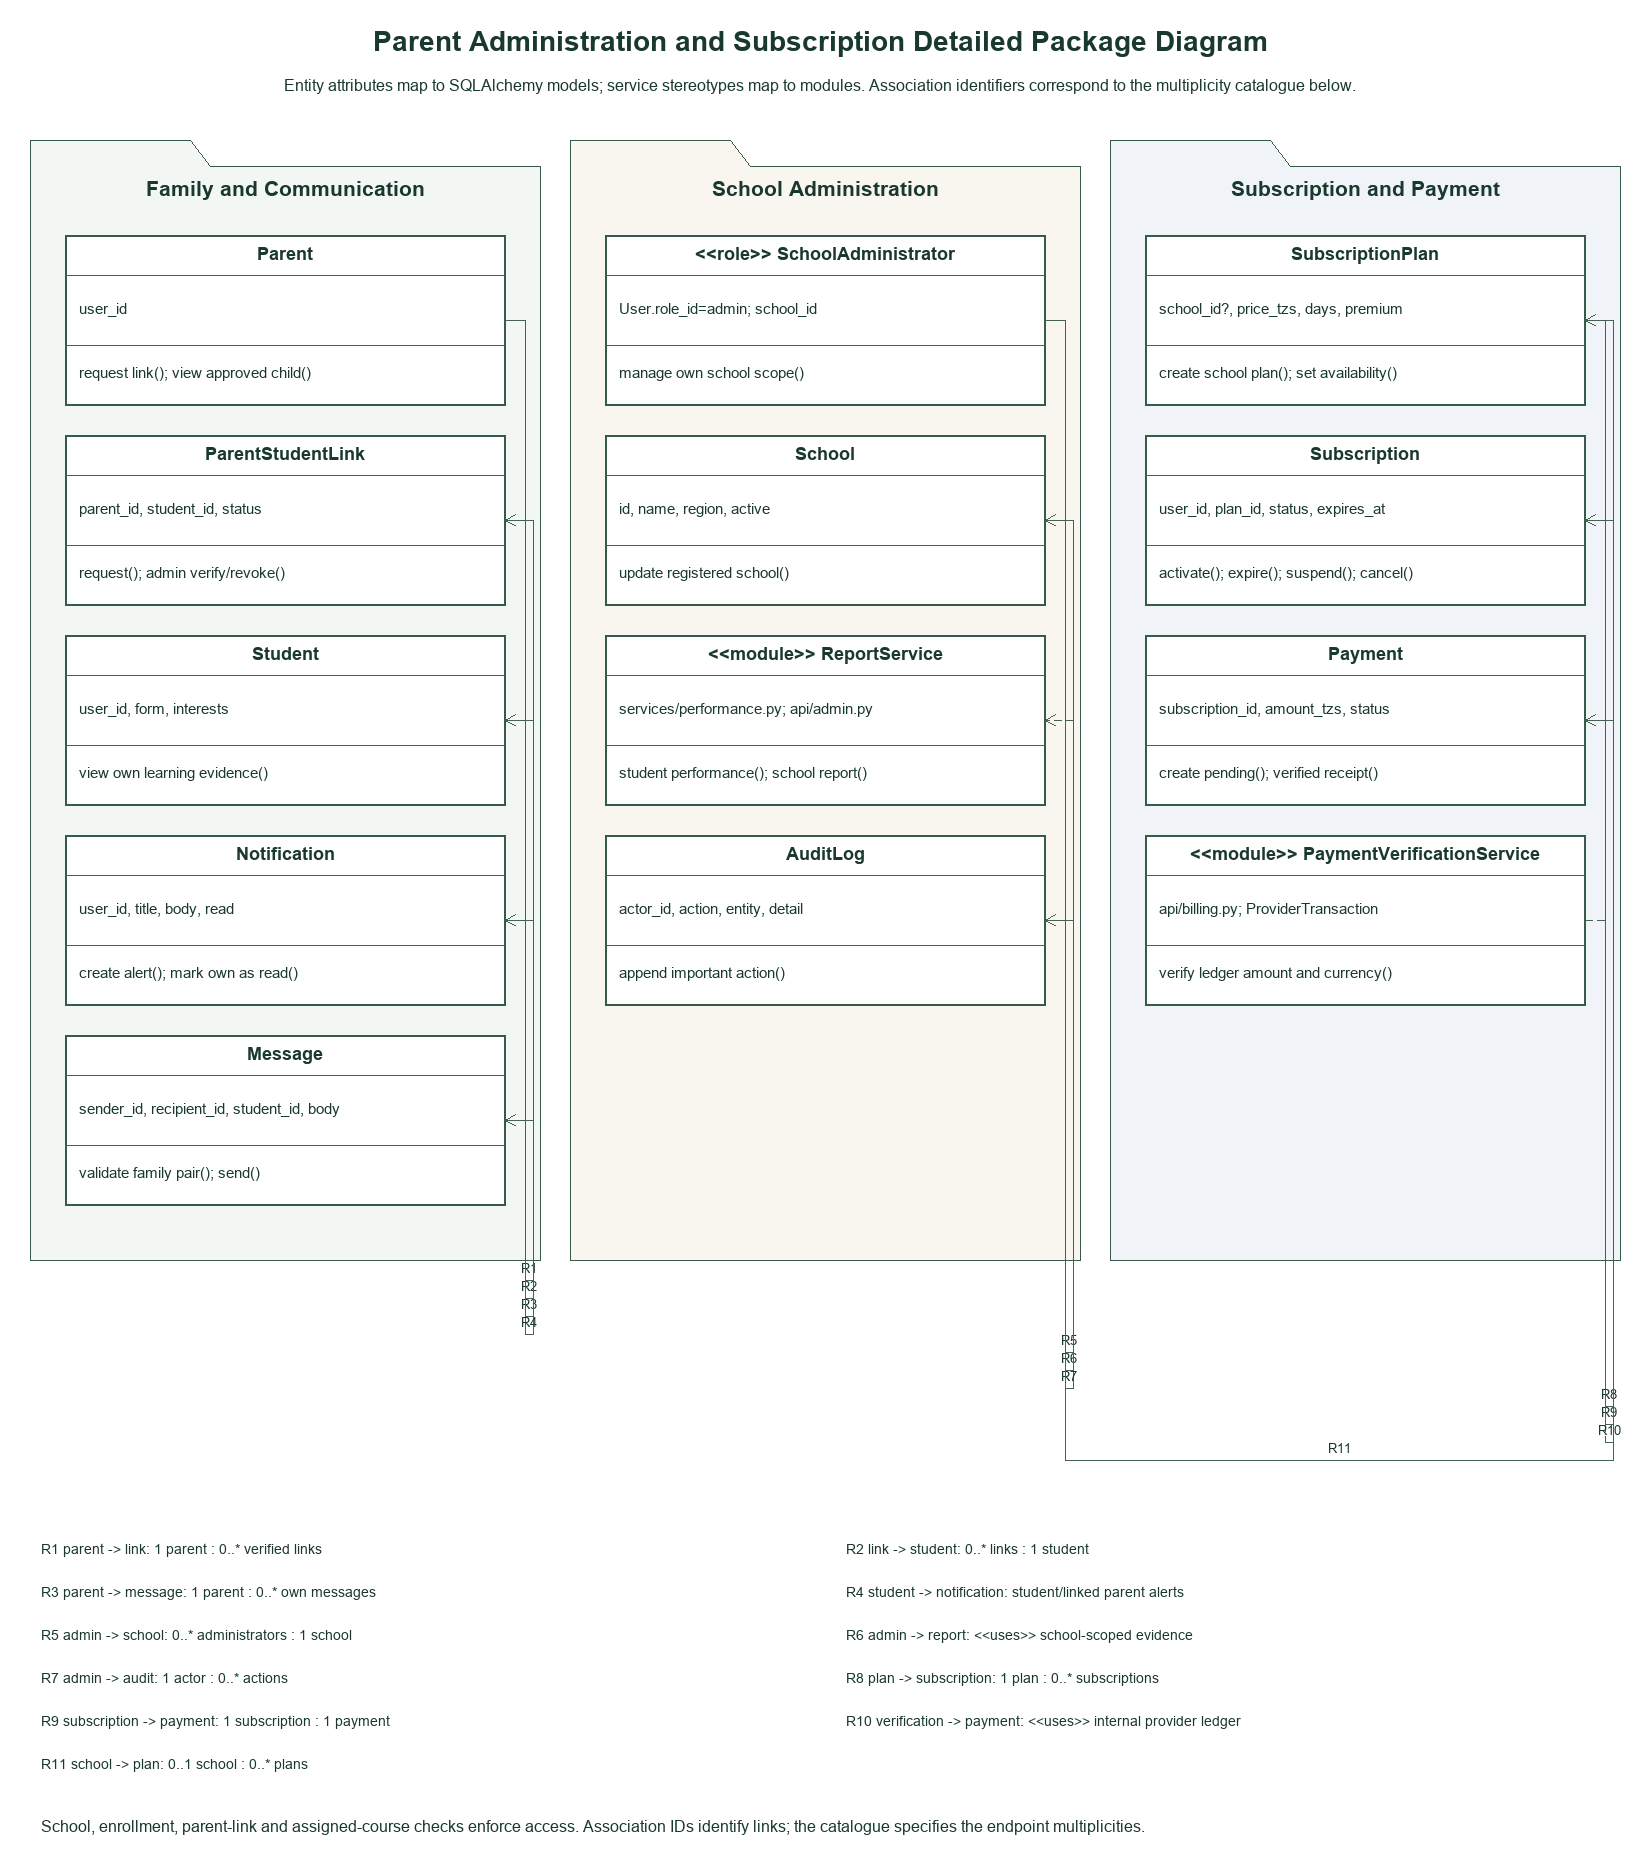 Parent Administration and Subscription Detailed Package Diagram
Entity attributes map to SQLAlchemy models; service stereotypes map to modules. Association identifiers correspond to the multiplicity catalogue below.
Family and Communication
Parent
user_id
request link(); view approved child()
ParentStudentLink
parent_id, student_id, status
request(); admin verify/revoke()
Student
user_id, form, interests
view own learning evidence()
Notification
user_id, title, body, read
create alert(); mark own as read()
Message
sender_id, recipient_id, student_id, body
validate family pair(); send()
School Administration
<<role>> SchoolAdministrator
User.role_id=admin; school_id
manage own school scope()
School
id, name, region, active
update registered school()
<<module>> ReportService
services/performance.py; api/admin.py
student performance(); school report()
AuditLog
actor_id, action, entity, detail
append important action()
Subscription and Payment
SubscriptionPlan
school_id?, price_tzs, days, premium
create school plan(); set availability()
Subscription
user_id, plan_id, status, expires_at
activate(); expire(); suspend(); cancel()
Payment
subscription_id, amount_tzs, status
create pending(); verified receipt()
<<module>> PaymentVerificationService
api/billing.py; ProviderTransaction
verify ledger amount and currency()
R1
R2
R3
R4
R5
R6
R7
R8
R9
R10
R11
R1 parent -> link: 1 parent : 0..* verified links
R2 link -> student: 0..* links : 1 student
R3 parent -> message: 1 parent : 0..* own messages
R4 student -> notification: student/linked parent alerts
R5 admin -> school: 0..* administrators : 1 school
R6 admin -> report: <<uses>> school-scoped evidence
R7 admin -> audit: 1 actor : 0..* actions
R8 plan -> subscription: 1 plan : 0..* subscriptions
R9 subscription -> payment: 1 subscription : 1 payment
R10 verification -> payment: <<uses>> internal provider ledger
R11 school -> plan: 0..1 school : 0..* plans
School, enrollment, parent-link and assigned-course checks enforce access. Association IDs identify links; the catalogue specifies the endpoint multiplicities.